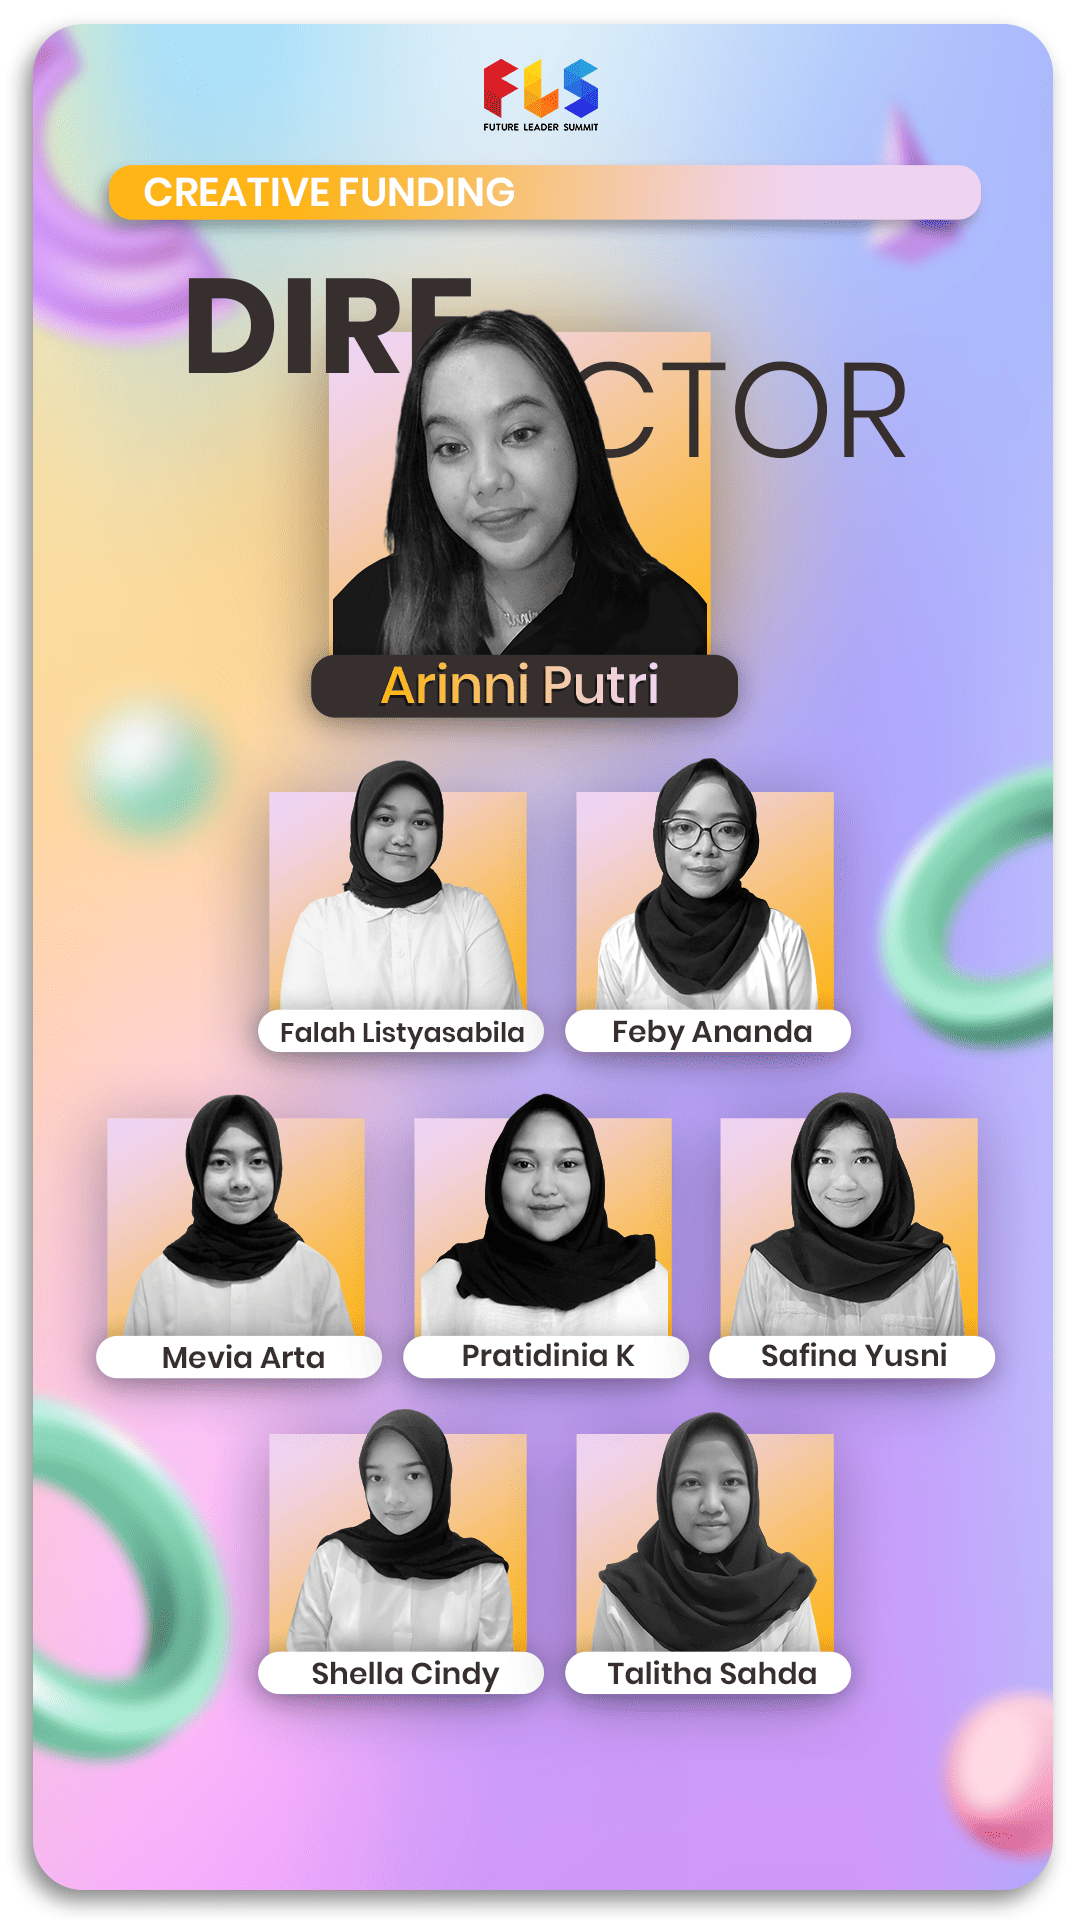 FLS
FUTURE LEADER SUMMIT
CREATIVE FUNDING
DIRE
CTOR
Arinni Putri
Falah Listyasabila
Feby Ananda
Mevia Arta
Pratidinia K
Safina Yusni
Shella Cindy
Talitha Sahda